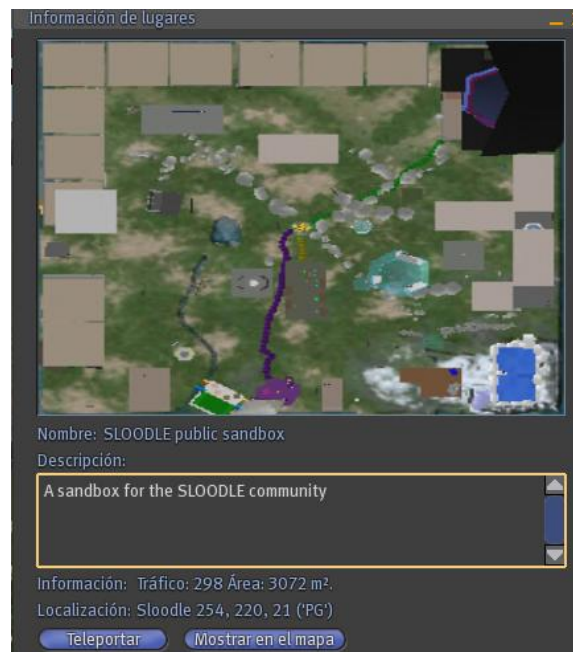 Información de lugares
Nombre: SLOODLE public sandbox
Descripción:
A sandbox for the SLOODLE community
Información: Tráfico: 298 Área: 3072 m².
Localización: Sloodle 254, 220, 21 ('PG')
Teleportar Mostrar en el mapa